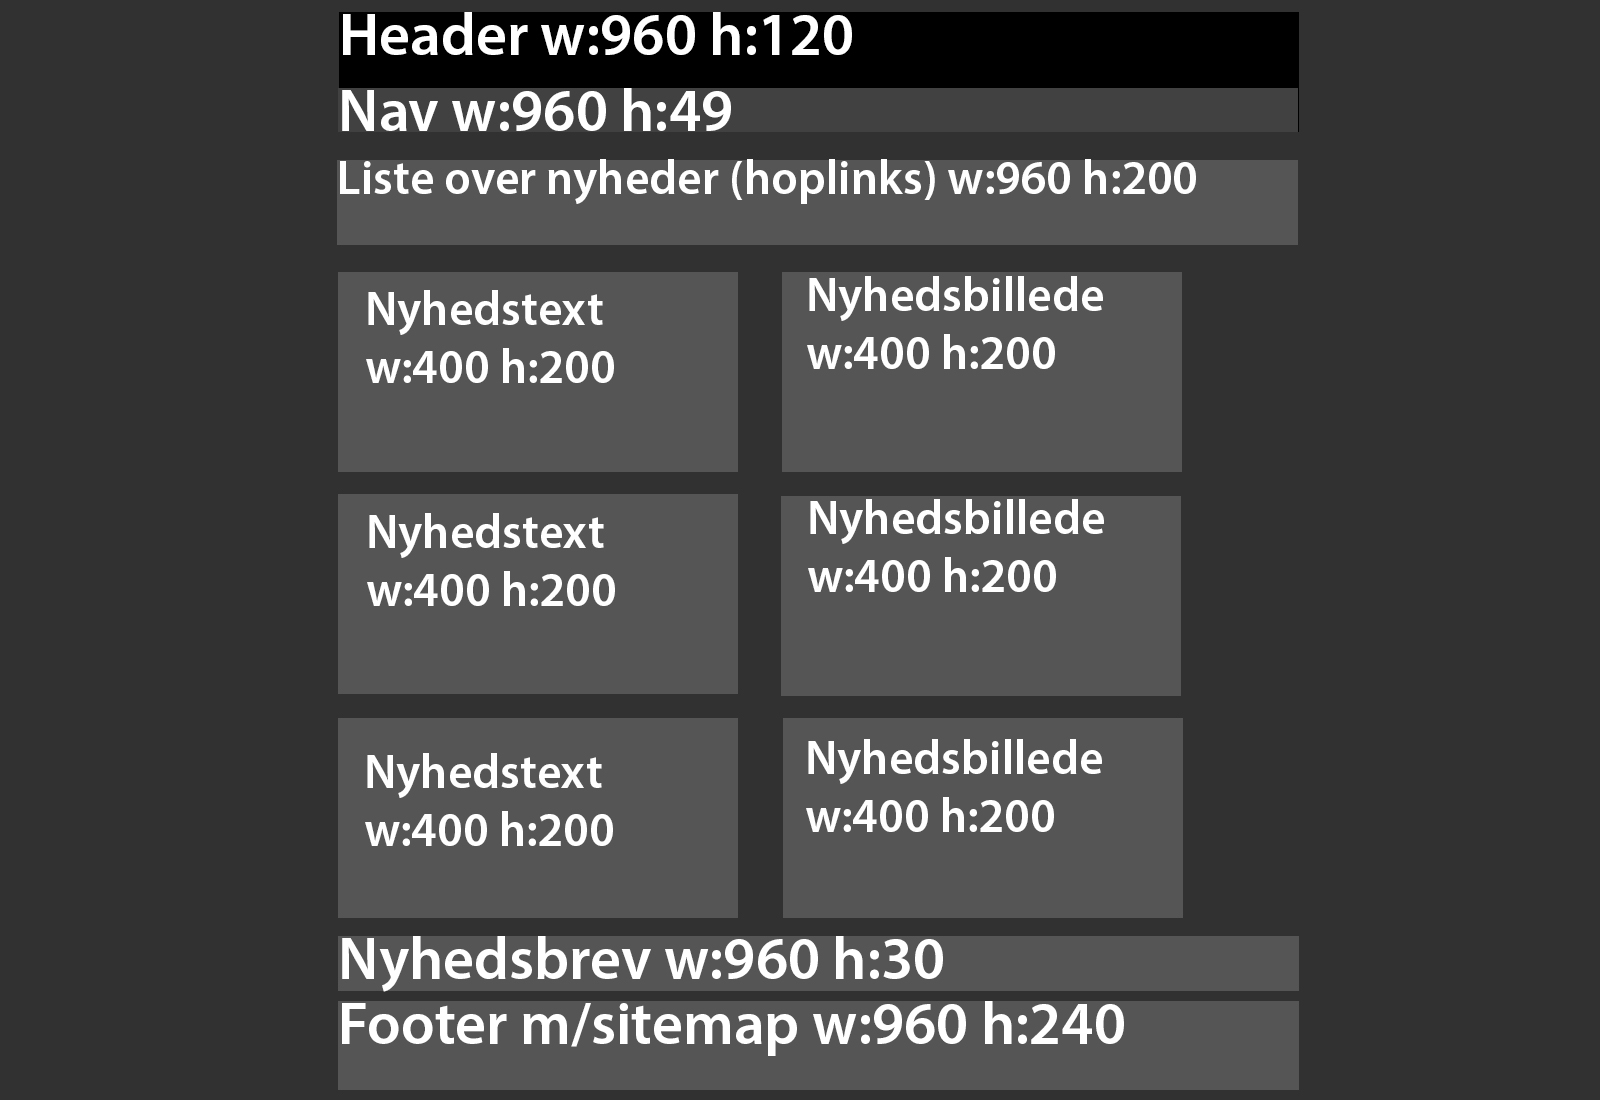 Header w:960 h:120
Nav w:960 h:49
Liste over nyheder (hoplinks) w:960 h:200
Nyhedstext
w:400 h:200
Nyhedsbillede
w:400 h:200
Nyhedstext
w:400 h:200
Nyhedsbillede
w:400 h:200
Nyhedstext
w:400 h:200
Nyhedsbillede
w:400 h:200
Nyhedsbrev w:960 h:30
Footer m/sitemap w:960 h:240